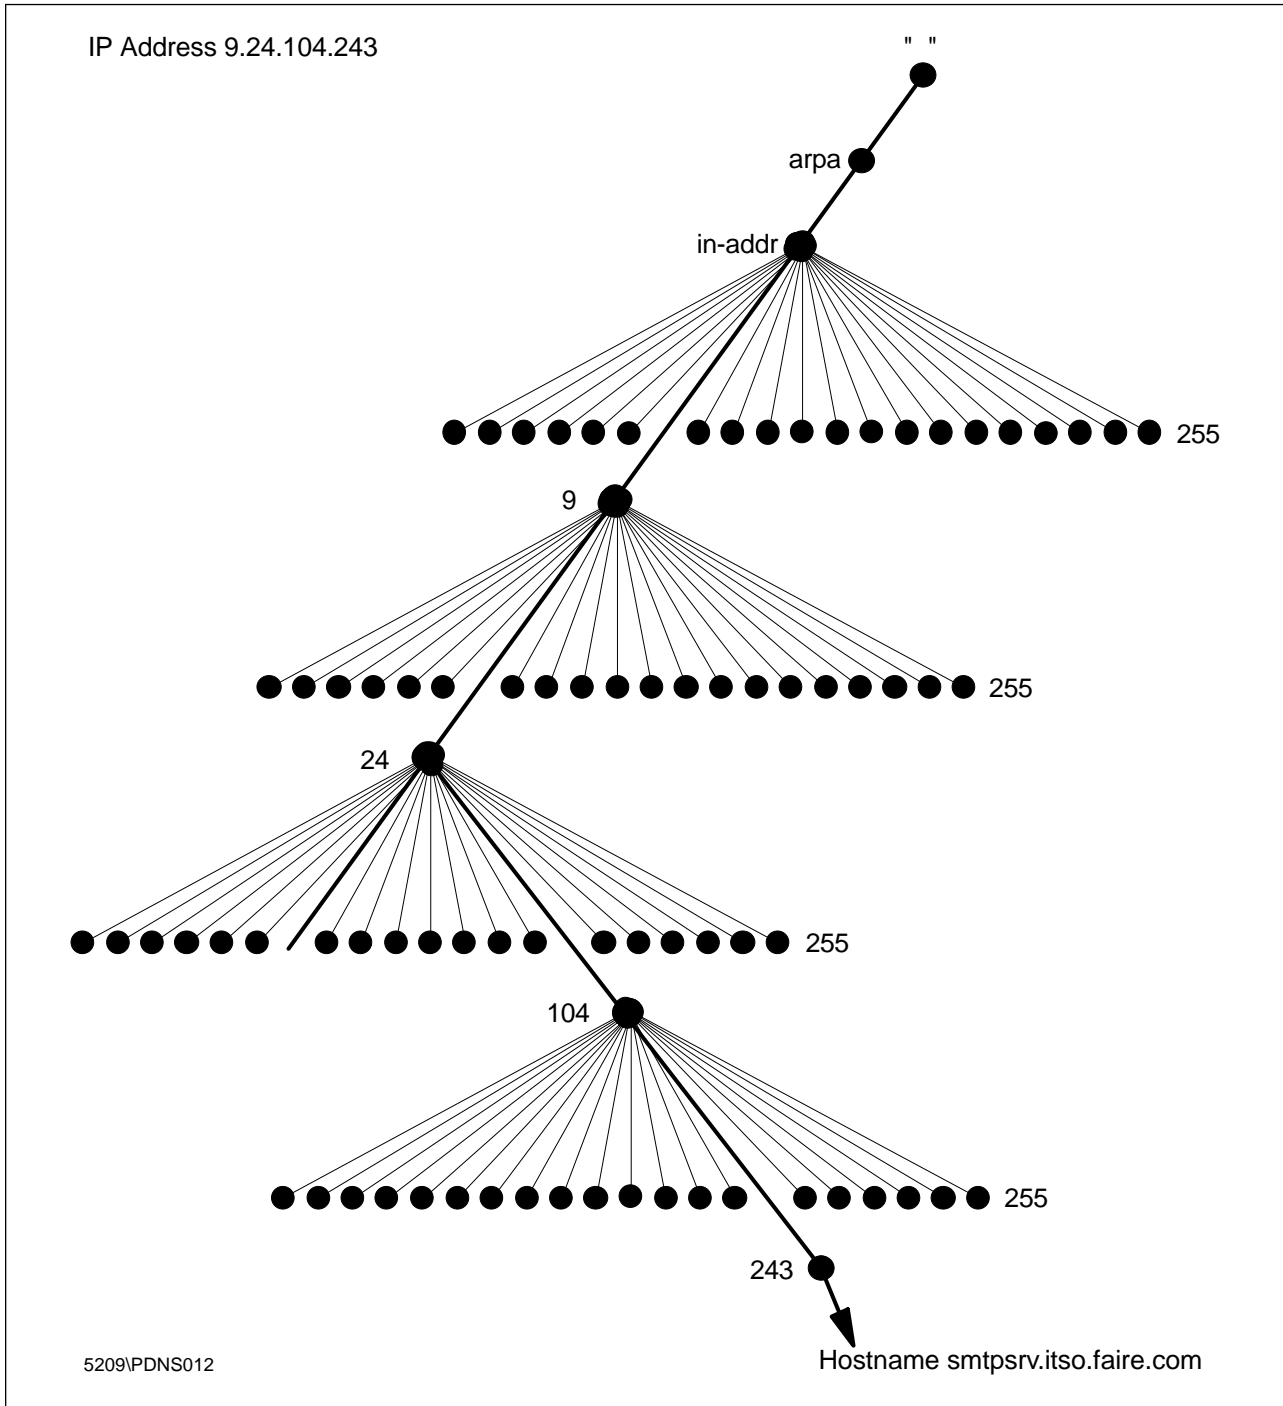 IP Address 9.24.104.243
" "
arpa
in-addr
255
9
255
24
255
104
255
243
Hostname smtpsrv.itso.faire.com
5209\PDNS012